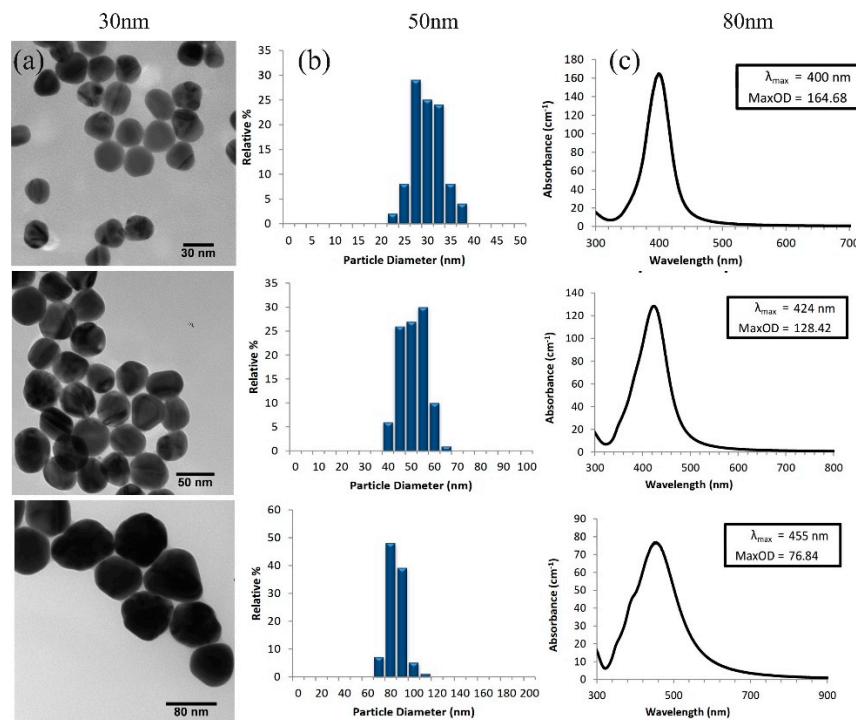 30nm 50nm 80nm
(a) (b) (c)
30 nm
Relative %
35
30
25
20
15
10
5
0
0 5 10 15 20 25 30 35 40 45 50
Particle Diameter (nm)
Absorbance (cm⁻¹)
180
160
140
120
100
80
60
40
20
0
300 400 500 600 700
Wavelength (nm)
λmax = 400 nm
MaxOD = 164.68
50 nm
Relative %
35
30
25
20
15
10
5
0
0 10 20 30 40 50 60 70 80 90 100
Particle Diameter (nm)
Absorbance (cm⁻¹)
140
120
100
80
60
40
20
0
300 400 500 600 700 800
Wavelength (nm)
λmax = 424 nm
MaxOD = 128.42
80 nm
Relative %
60
50
40
30
20
10
0
0 20 40 60 80 100 120 140 160 180 200
Particle Diameter (nm)
Absorbance (cm⁻¹)
90
80
70
60
50
40
30
20
10
0
300 500 700 900
Wavelength (nm)
λmax = 455 nm
MaxOD = 76.84